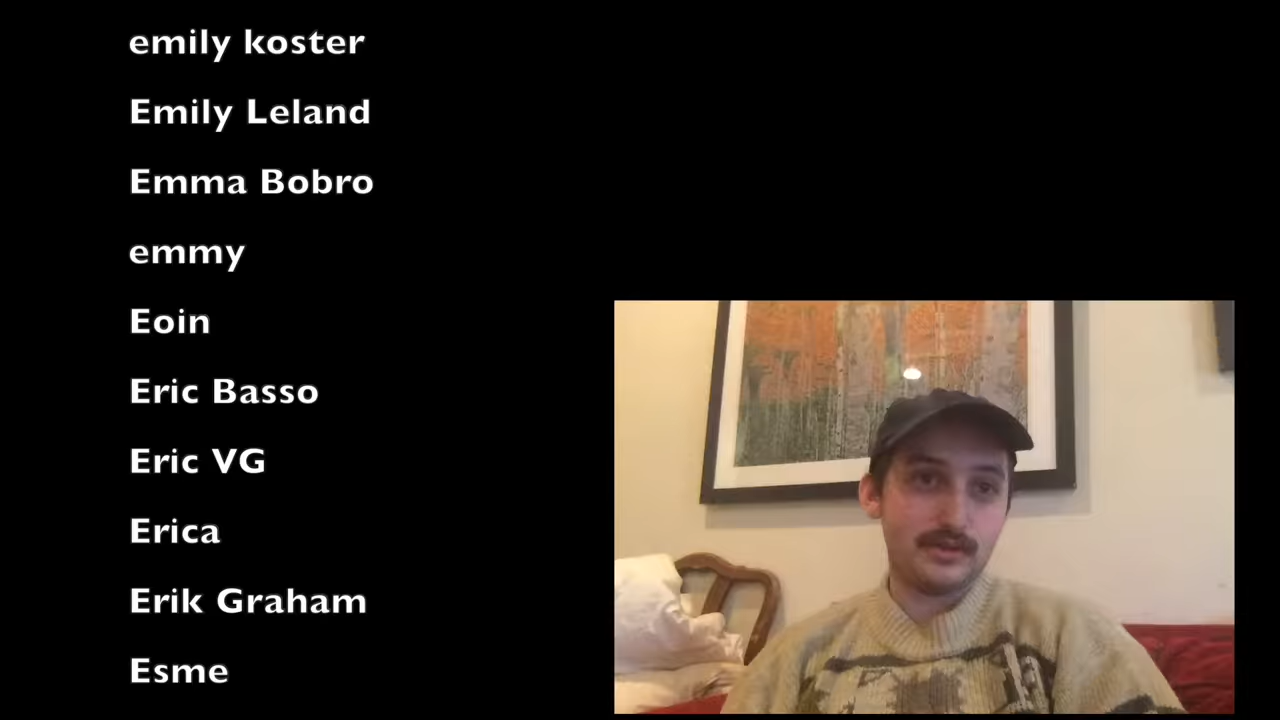 emily koster
Emily Leland
Emma Bobro
emmy
Eoin
Eric Basso
Eric VG
Erica
Erik Graham
Esme